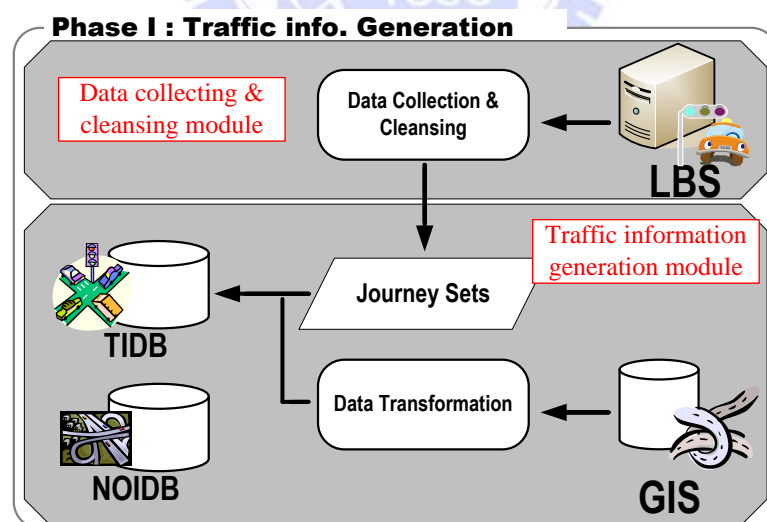 Phase I : Traffic info. Generation
Data collecting &
cleansing module
Data Collection &
Cleansing
LBS
Traffic information
generation module
Journey Sets
TIDB
Data Transformation
NOIDB
GIS